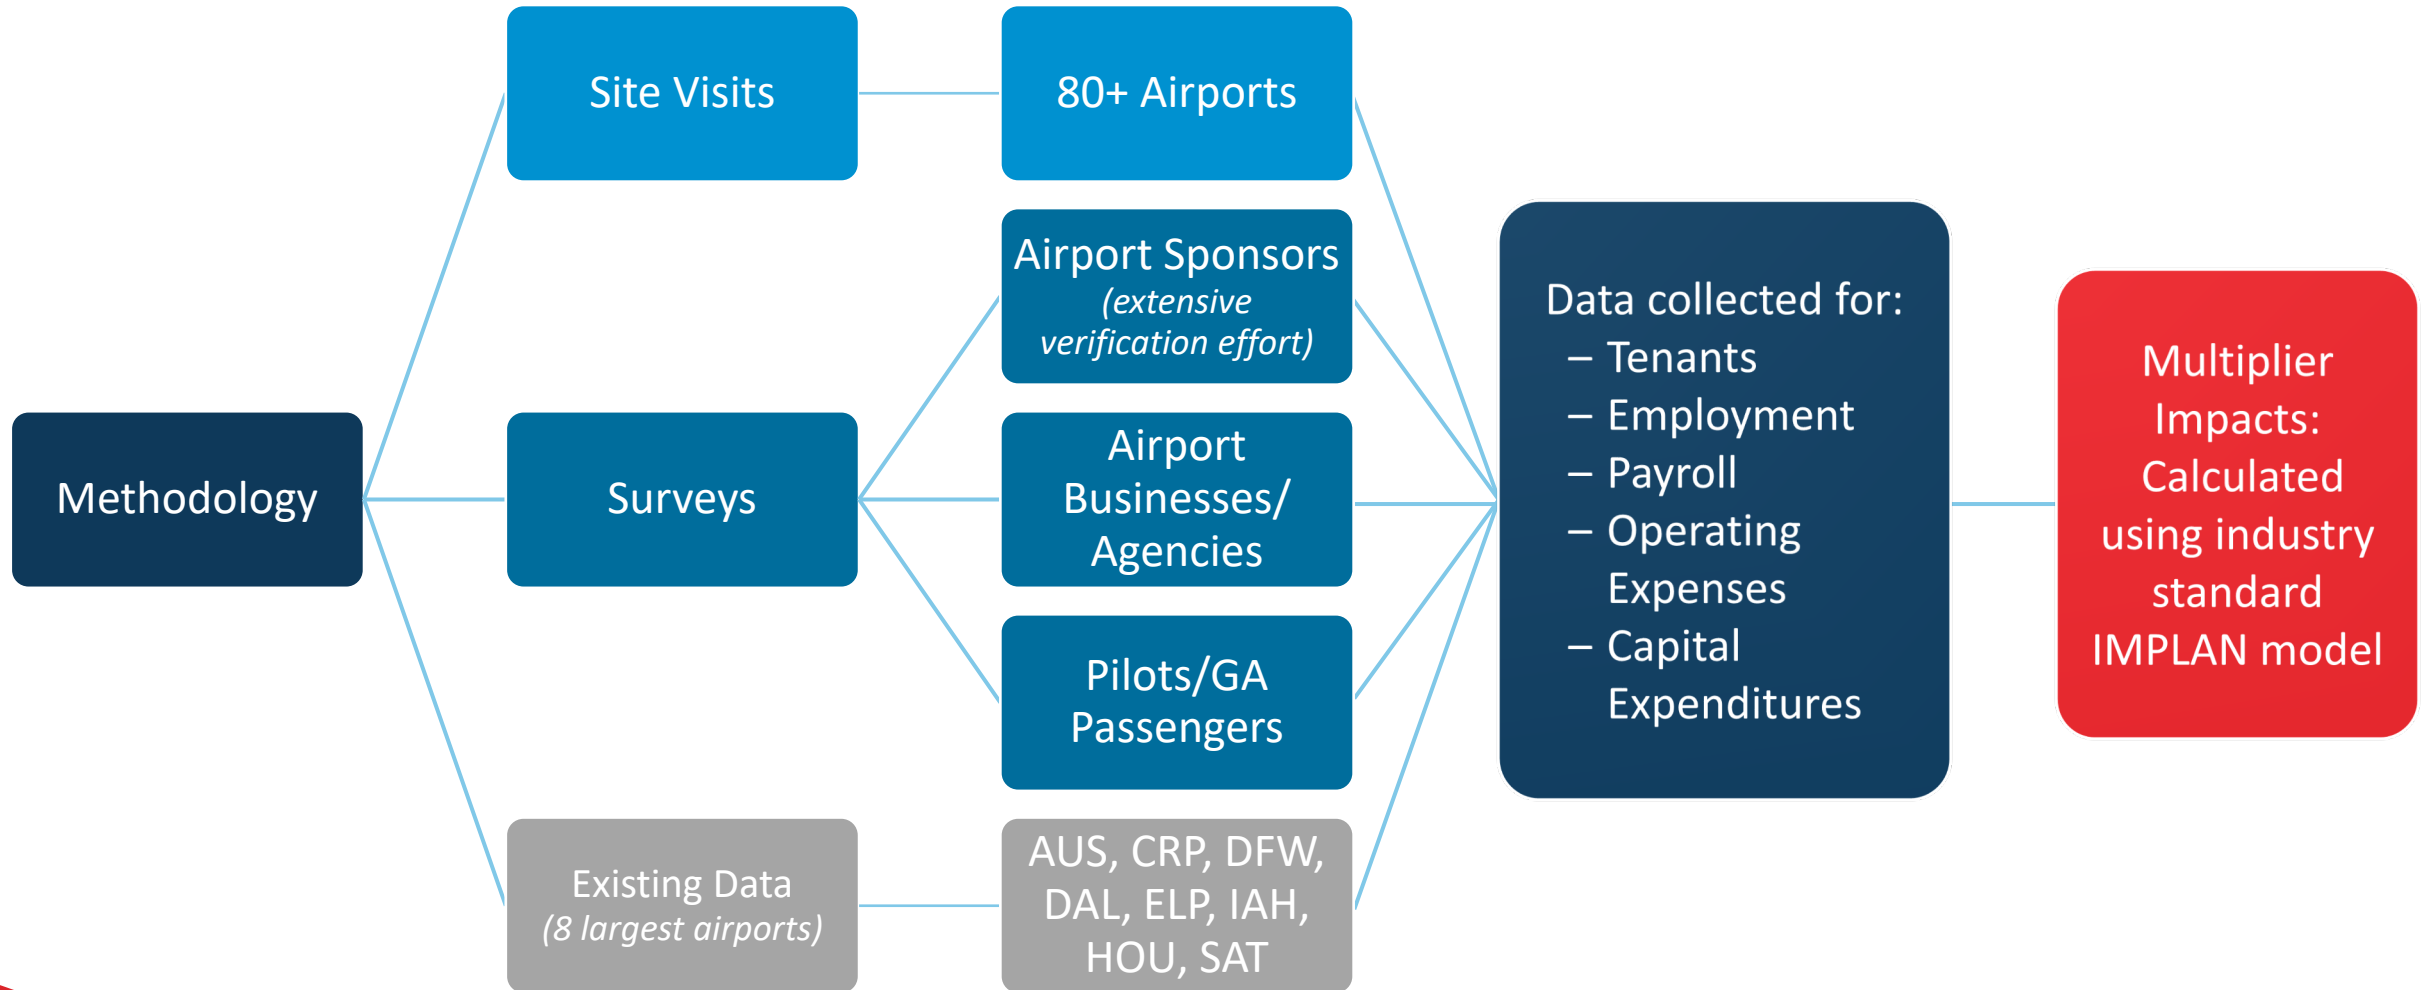 Methodology
Site Visits
80+ Airports
Surveys
Airport Sponsors
(extensive
verification effort)
Airport
Businesses/
Agencies
Pilots/GA
Passengers
Existing Data
(8 largest airports)
AUS, CRP, DFW,
DAL, ELP, IAH,
HOU, SAT
Data collected for:
– Tenants
– Employment
– Payroll
– Operating
Expenses
– Capital
Expenditures
Multiplier
Impacts:
Calculated
using industry
standard
IMPLAN model